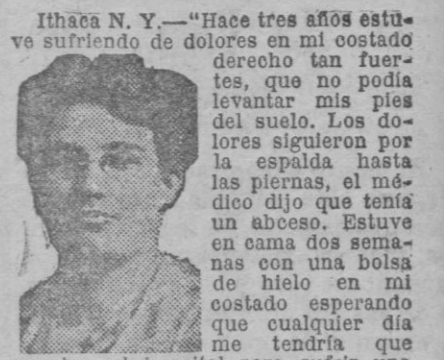 Ithaca N. Y.—"Hace tres años estu-
ve sufriendo de dolores en mi costado
derecho tan fuer-
tes, que no podía
levantar mis pies
del suelo. Los do-
lores siguieron por
la espalda hasta
las piernas, el mé-
dico dijo que tenía
un abceso. Estuve
en cama dos sema-
nas con una bolsa
de hielo en mi
costado esperando
que cualquier día
me tendría que